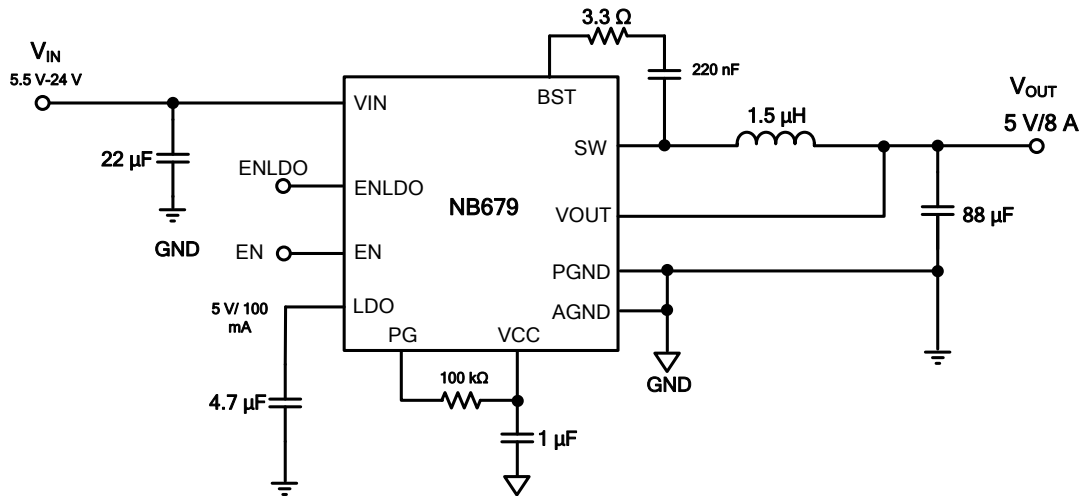 3.3 Ω
V_IN
5.5 V-24 V
220 nF
VIN
BST
V_OUT
5 V/8 A
1.5 µH
22 µF
SW
ENLDO
ENLDO
NB679
VOUT
88 µF
GND
EN
EN
PGND
5 V/ 100
mA
LDO
AGND
PG
VCC
GND
100 kΩ
4.7 µF
1 µF